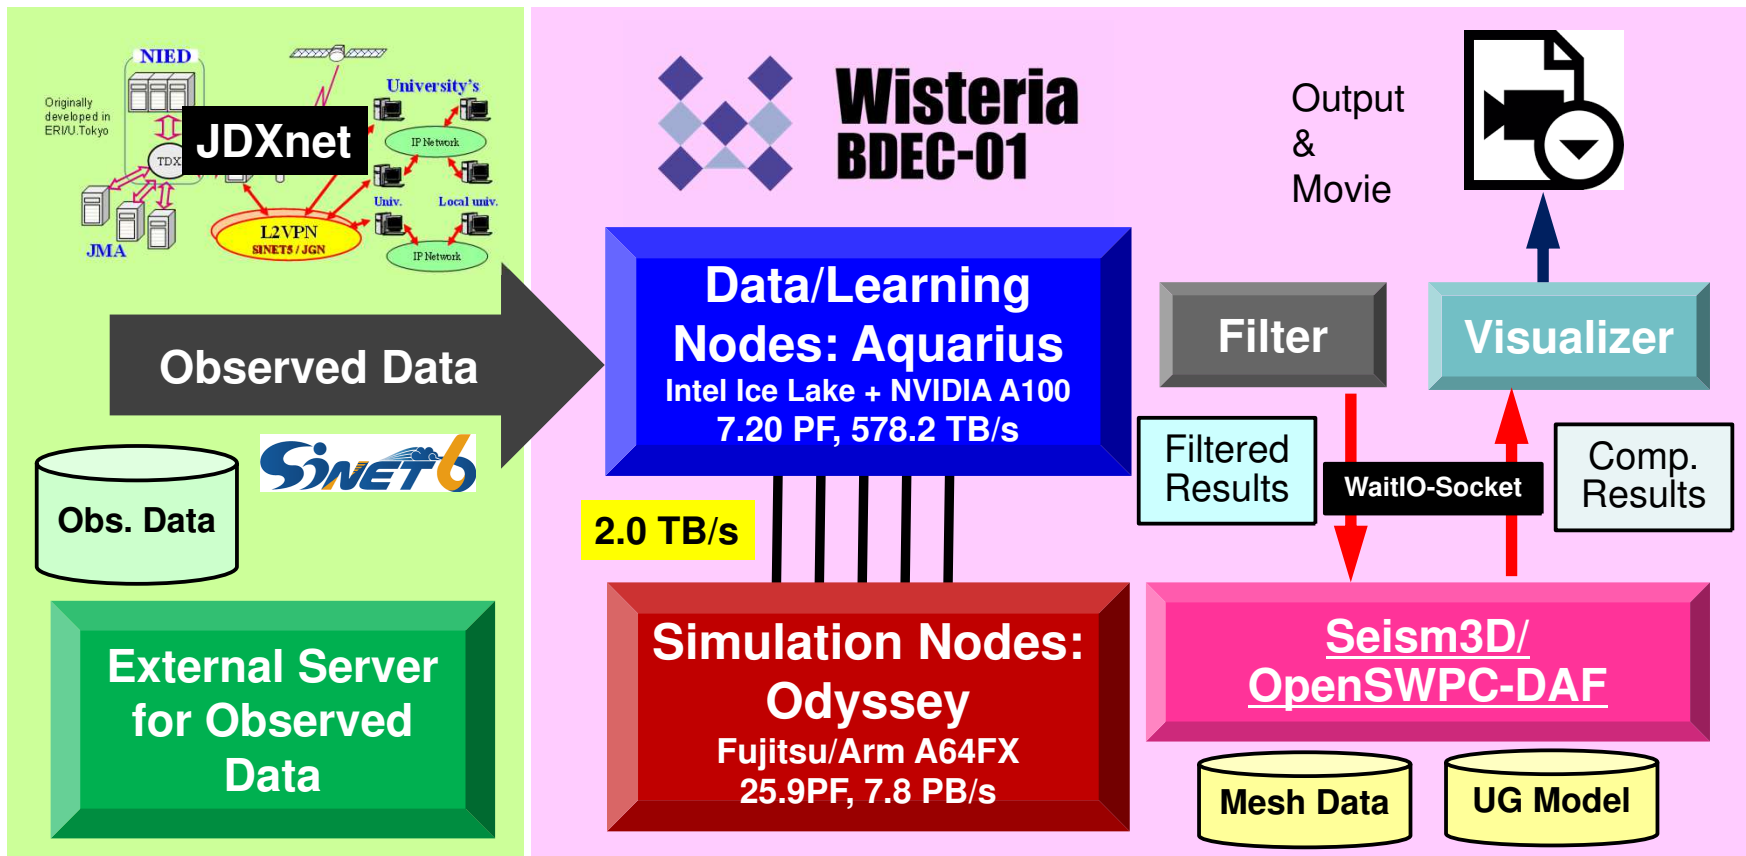 NIED
Originally
developed in
ERI/U.Tokyo
JDXnet
TDX
JMA
University's
IP Network
Univ.
Local univ.
L2VPN
SINET5 / JGN
IP Network
Observed Data
SINET6
Obs. Data
External Server
for Observed
Data
Wisteria
BDEC-01
Data/Learning
Nodes: Aquarius
Intel Ice Lake + NVIDIA A100
7.20 PF, 578.2 TB/s
2.0 TB/s
Simulation Nodes:
Odyssey
Fujitsu/Arm A64FX
25.9PF, 7.8 PB/s
Output
&
Movie
Filter
Visualizer
Filtered
Results
WaitIO-Socket
Comp.
Results
Seism3D/
OpenSWPC-DAF
Mesh Data
UG Model